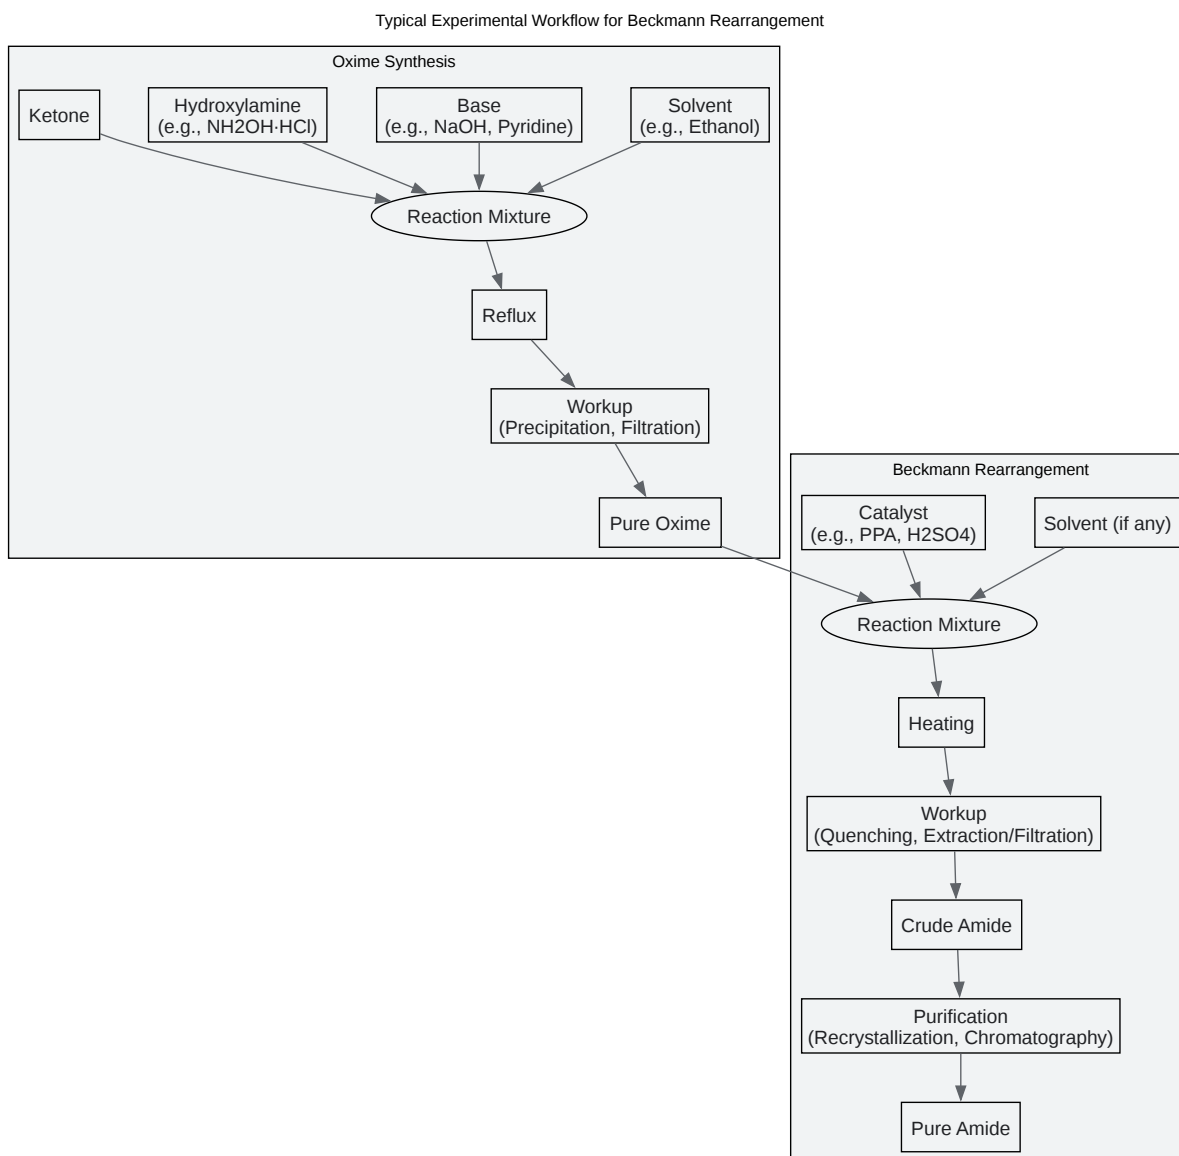 Typical Experimental Workflow for Beckmann Rearrangement
Oxime Synthesis
Ketone
Hydroxylamine
(e.g., NH2OH·HCl)
Base
(e.g., NaOH, Pyridine)
Solvent
(e.g., Ethanol)
Reaction Mixture
Reflux
Workup
(Precipitation, Filtration)
Pure Oxime
Beckmann Rearrangement
Catalyst
(e.g., PPA, H2SO4)
Solvent (if any)
Reaction Mixture
Heating
Workup
(Quenching, Extraction/Filtration)
Crude Amide
Purification
(Recrystallization, Chromatography)
Pure Amide